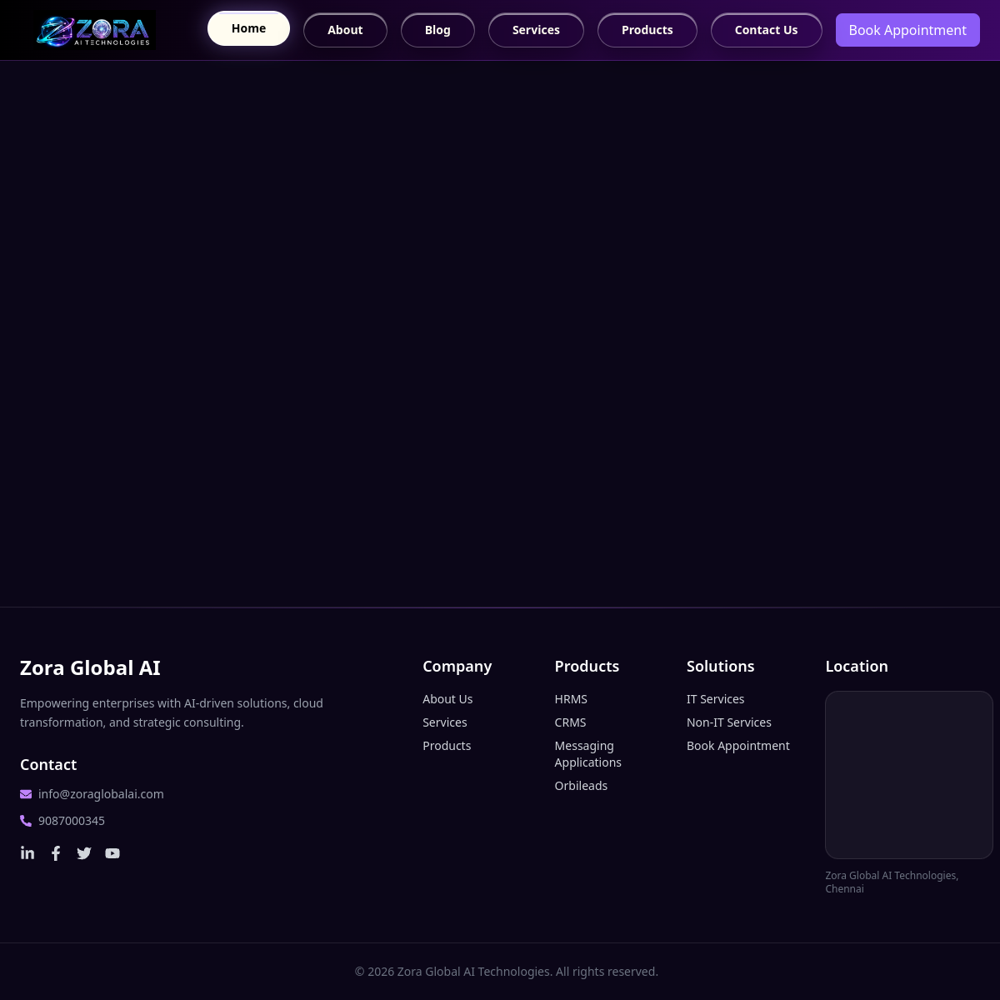 ZORA
AI TECHNOLOGIES
Home
About
Blog
Services
Products
Contact Us
Book Appointment
Zora Global AI
Empowering enterprises with AI-driven solutions, cloud
transformation, and strategic consulting.
Contact
info@zoraglobalai.com
9087000345
Company
About Us
Services
Products
Products
HRMS
CRMS
Messaging
Applications
Orbileads
Solutions
IT Services
Non-IT Services
Book Appointment
Location
Zora Global AI Technologies,
Chennai
© 2026 Zora Global AI Technologies. All rights reserved.